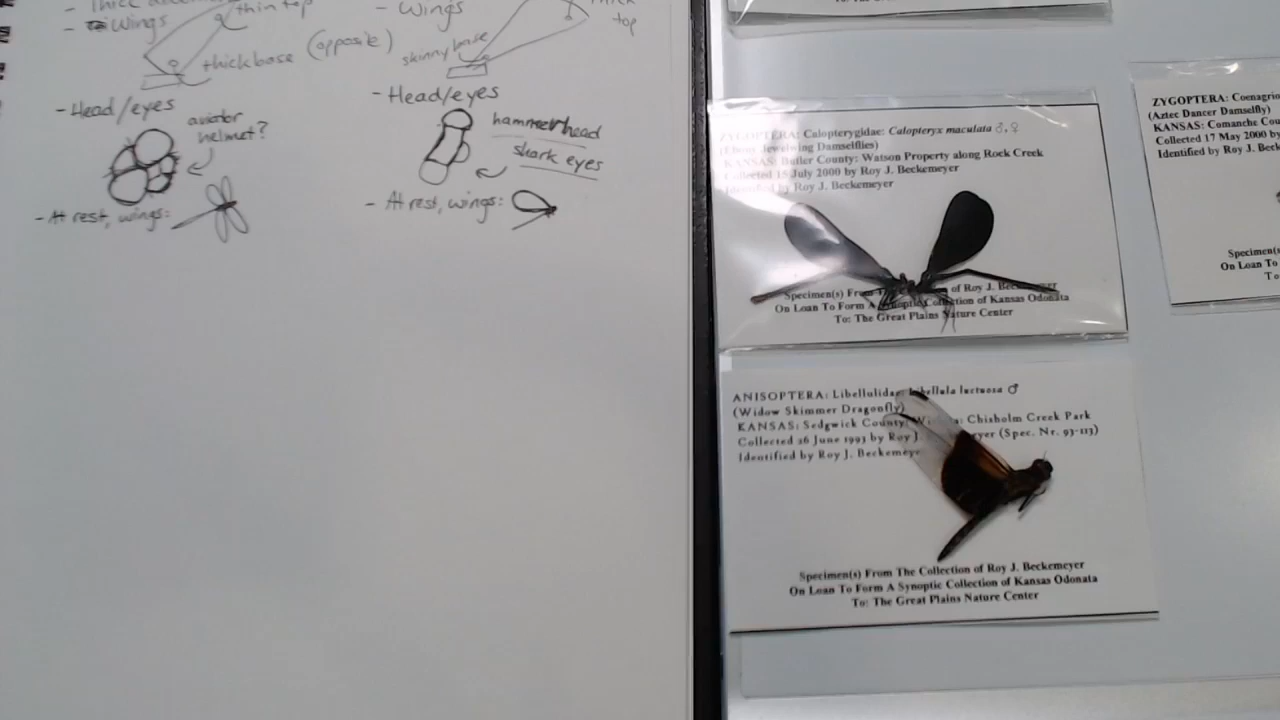 - Thick
- Wings
thin top
thick base (opposite)
- Head/eyes
aviator
helmet?
- At rest, wings:
- Wings
thick
top
skinny base
- Head/eyes
hammerhead
shark eyes
- At rest, wings:
ZYGOPTERA: Calopterygidae: Calopteryx maculata ♂,♀
(Ebony Jewelwing Damselflies)
KANSAS: Butler County: Watson Property along Rock Creek
Collected 15 July 2000 by Roy J. Beckemeyer
Identified by Roy J. Beckemeyer
Specimen(s) From The of Roy J. Beckemeyer
On Loan To Form A Synoptic Collection of Kansas Odonata
To: The Great Plains Nature Center
ANISOPTERA: Libellulidae: Libellula luctuosa ♂
(Widow Skimmer Dragonfly)
KANSAS: Sedgwick County: Chisholm Creek Park
Collected 26 June 1993 by Roy J. (Spec. Nr. 93-113)
Identified by Roy J. Beckemeyer
Specimen(s) From The Collection of Roy J. Beckemeyer
On Loan To Form A Synoptic Collection of Kansas Odonata
To: The Great Plains Nature Center
ZYGOPTERA: Coenagrio
(Aztec Dancer Damselfly)
KANSAS: Comanche Cou
Collected 17 May 2000 by
Identified by Roy J. Beck
Specimen(s
On Loan To
To